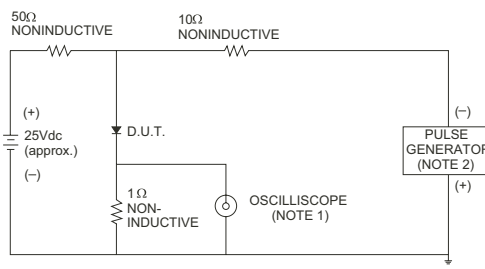 50Ω
NONINDUCTIVE
10Ω
NONINDUCTIVE
(+)
25Vdc
(approx.)
(–)
D.U.T.
1Ω
NON-
INDUCTIVE
OSCILLISCOPE
(NOTE 1)
(–)
PULSE
GENERATOR
(NOTE 2)
(+)